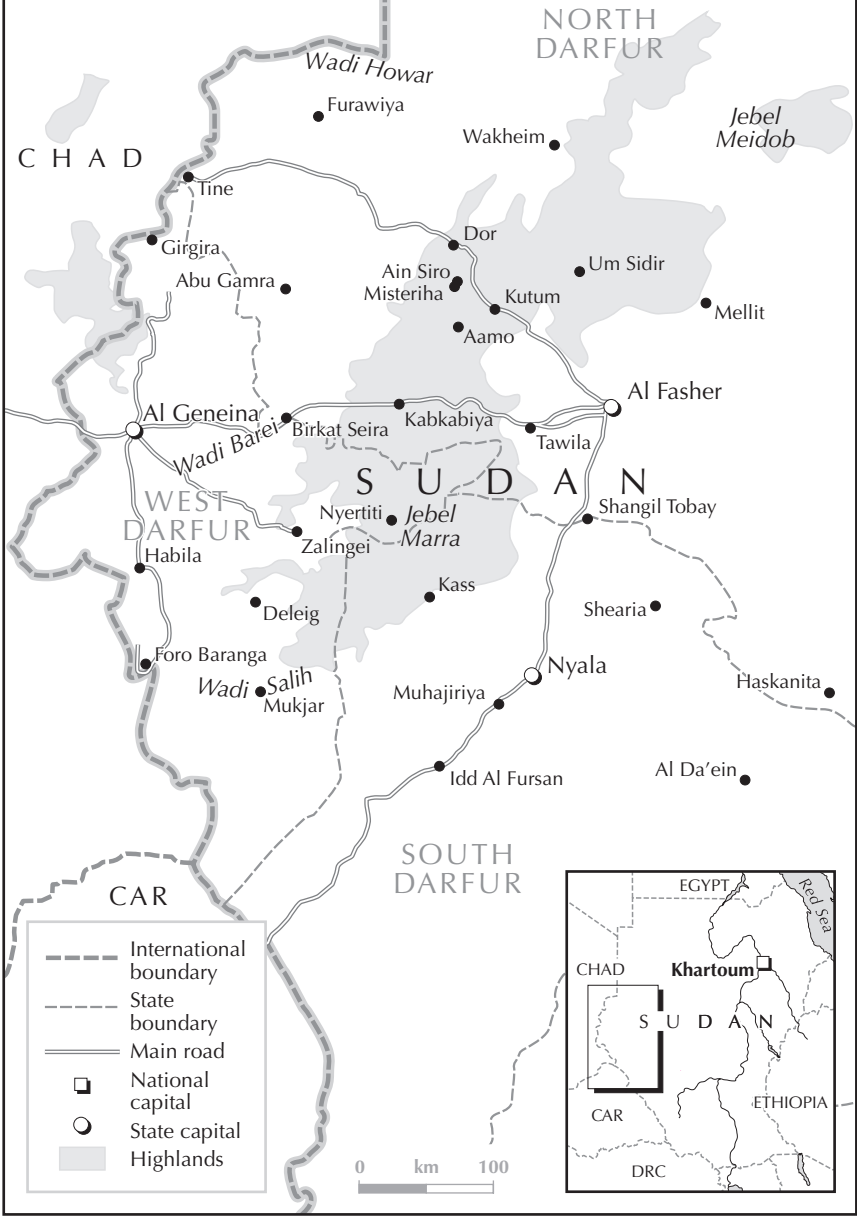 NORTH
DARFUR
Wadi Howar
Furawiya
Jebel
Meidob
Wakheim
CHAD
Tine
Dor
Girgira
Um Sidir
Ain Siro
Abu Gamra
Misteriha
Kutum
Mellit
Aamo
Al Fasher
Al Geneina
Kabkabiya
Birkat Seira
Tawila
Wadi Barei
SUDAN
WEST
DARFUR
Nyertiti
Jebel
Marra
Shangil Tobay
Zalingei
Habila
Kass
Deleig
Shearia
Foro Baranga
Nyala
Wadi Salih
Mukjar
Muhajiriya
Haskanita
Idd Al Fursan
Al Da'ein
SOUTH
DARFUR
CAR
International
boundary
State
boundary
Main road
National
capital
State capital
Highlands
0 km 100
EGYPT
Red Sea
CHAD
Khartoum
SUDAN
ETHIOPIA
CAR
DRC